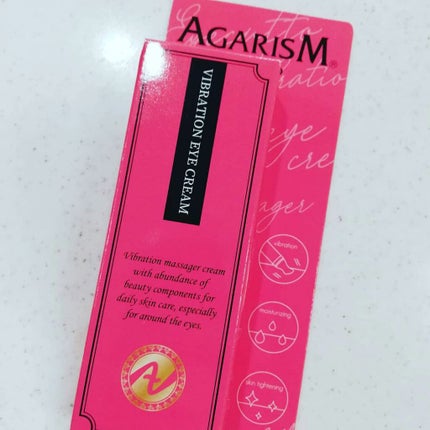 AGARISM®
eye
cre
ager
VIBRATION EYE CREAM
Vibration massager cream
with abundance of
beauty components for
daily skin care, especially
for around the eyes.
vibration
moisturizing
skin tightening